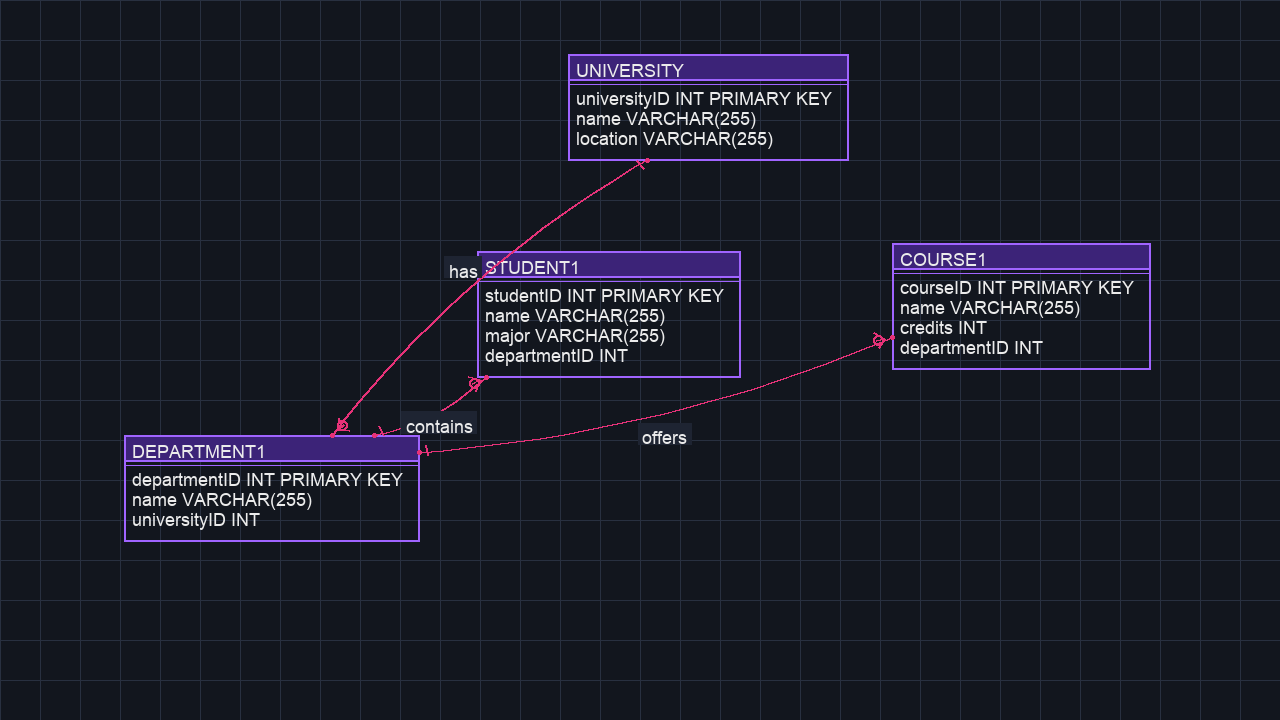 UNIVERSITY
universityID INT PRIMARY KEY
name VARCHAR(255)
location VARCHAR(255)
has
STUDENT1
studentID INT PRIMARY KEY
name VARCHAR(255)
major VARCHAR(255)
departmentID INT
COURSE1
courseID INT PRIMARY KEY
name VARCHAR(255)
credits INT
departmentID INT
contains
offers
DEPARTMENT1
departmentID INT PRIMARY KEY
name VARCHAR(255)
universityID INT